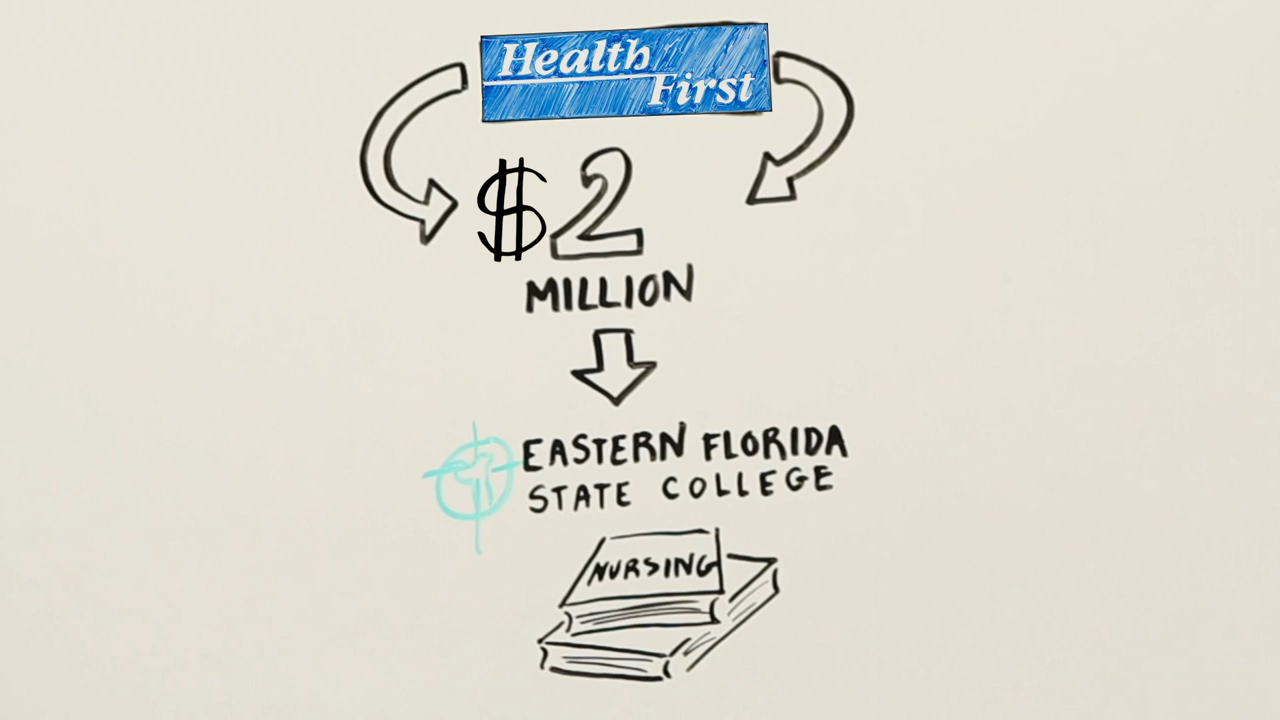 Health
First
$2
MILLION
EASTERN FLORIDA
STATE COLLEGE
NURSING